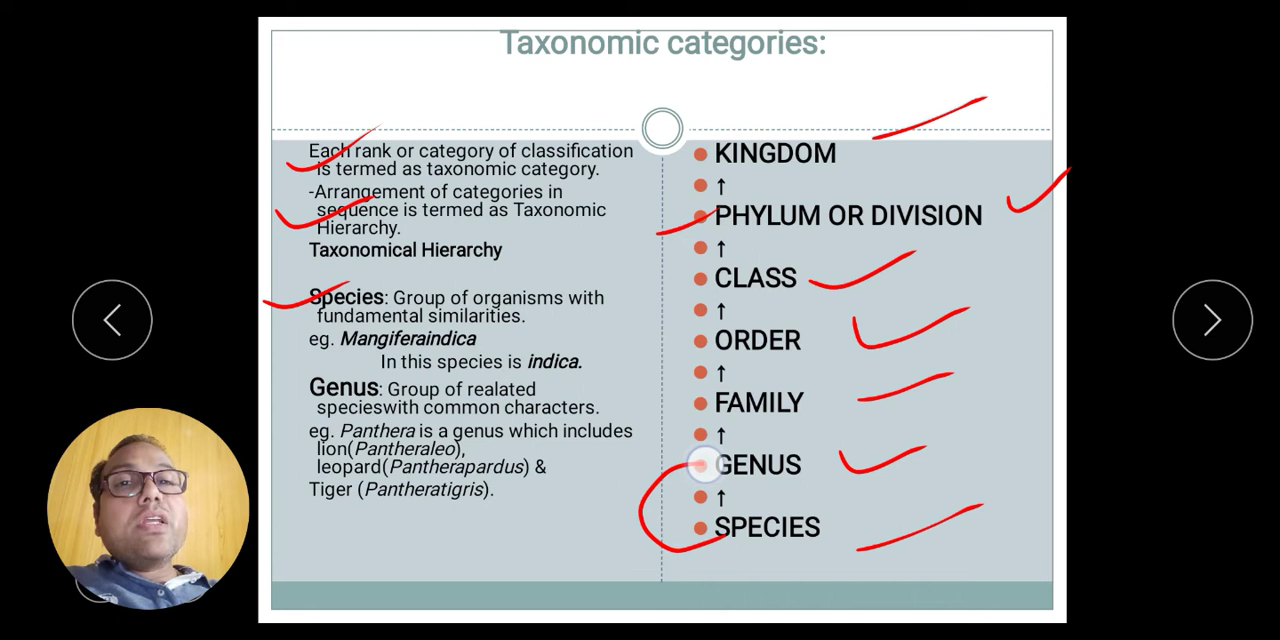 Taxonomic categories:
Each rank or category of classification
is termed as taxonomic category.
-Arrangement of categories in
sequence is termed as Taxonomic
Hierarchy.
Taxonomical Hierarchy
Species: Group of organisms with
fundamental similarities.
eg. Mangiferaindica
In this species is indica.
Genus: Group of realated
specieswith common characters.
eg. Panthera is a genus which includes
lion(Pantheraleo),
leopard(Pantherapardus) &
Tiger (Pantheratigris).
KINGDOM
↑
PHYLUM OR DIVISION
↑
CLASS
↑
ORDER
↑
FAMILY
↑
GENUS
↑
SPECIES